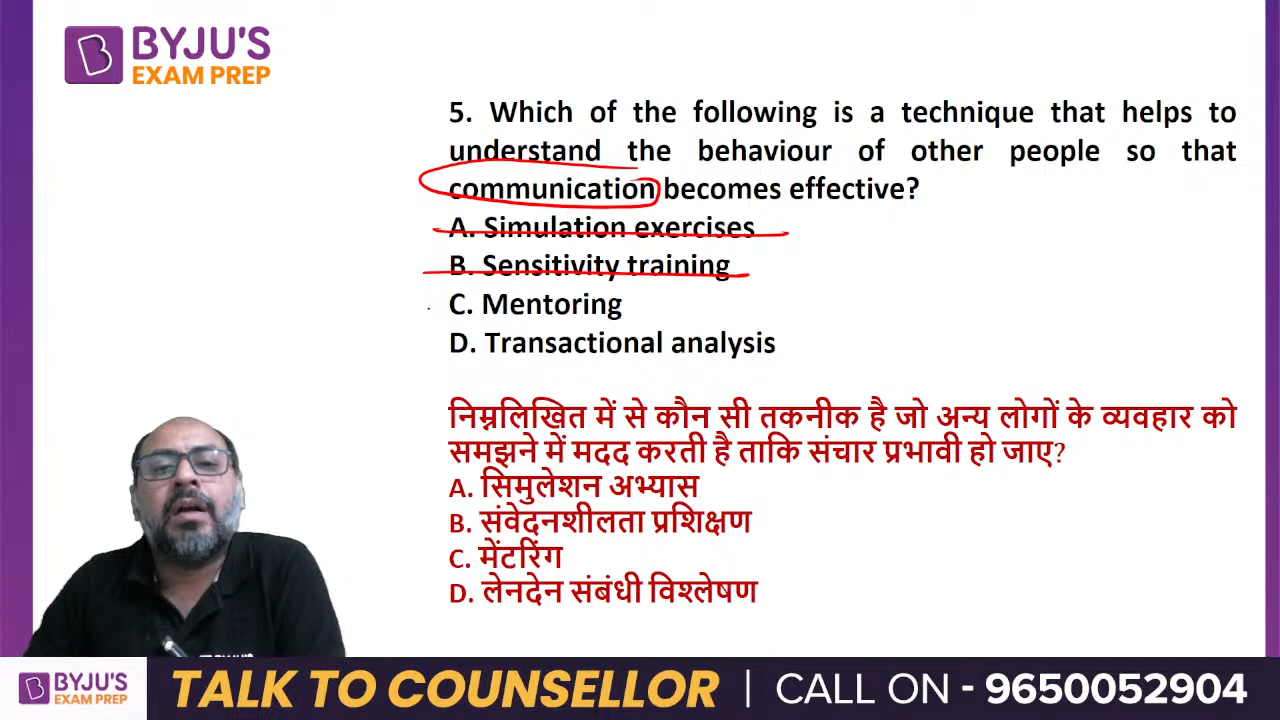 BYJU'S
EXAM PREP
5. Which of the following is a technique that helps to
understand the behaviour of other people so that
communication becomes effective?
A. Simulation exercises
B. Sensitivity training
C. Mentoring
D. Transactional analysis
निम्नलिखित में से कौन सी तकनीक है जो अन्य लोगों के व्यवहार को
समझने में मदद करती है ताकि संचार प्रभावी हो जाए?
A. सिमुलेशन अभ्यास
B. संवेदनशीलता प्रशिक्षण
C. मेंटरिंग
D. लेनदेन संबंधी विश्लेषण
BYJU'S
EXAM PREP
TALK TO COUNSELLOR | CALL ON - 9650052904